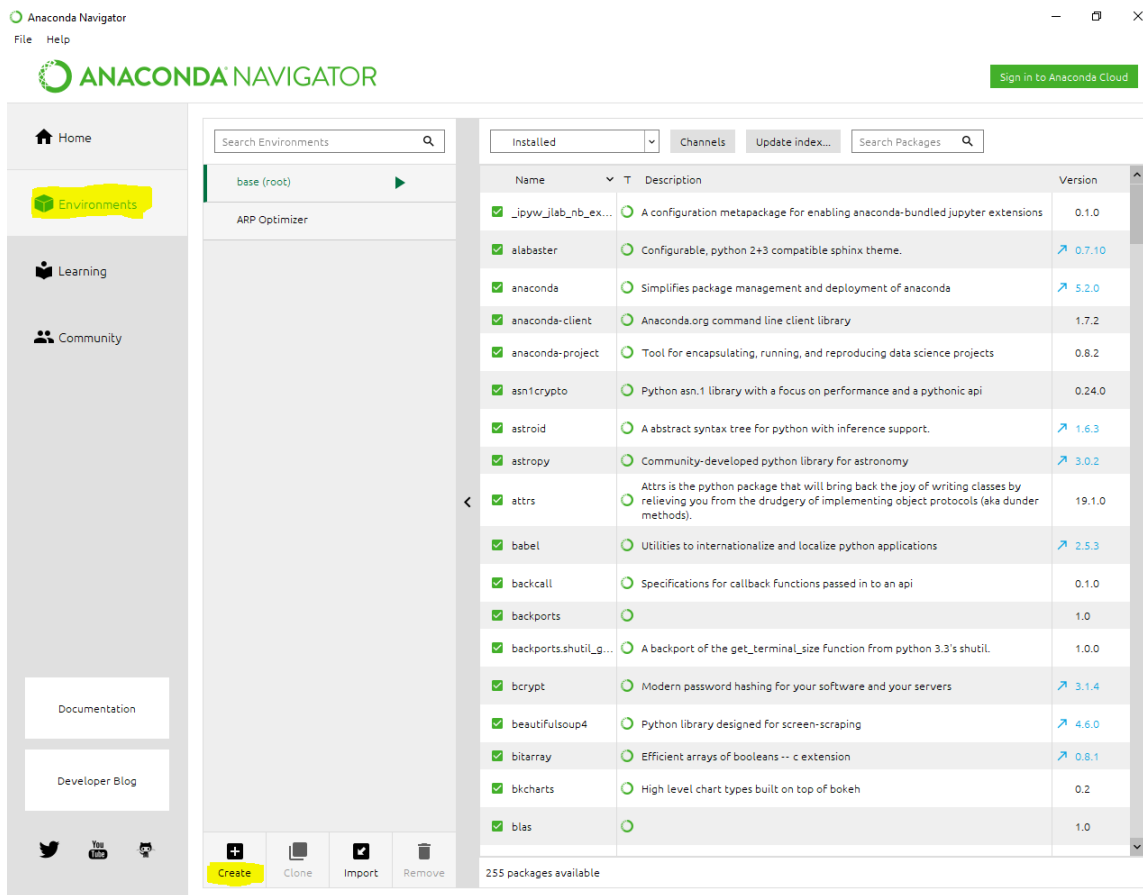 Anaconda Navigator
File Help
ANACONDA NAVIGATOR
Sign in to Anaconda Cloud
Home
Environments
Learning
Community
Documentation
Developer Blog
You
Tube
Search Environments
base (root)
ARP Optimizer
Create Clone Import Remove
Installed Channels Update index... Search Packages
Name T Description Version
_ipyw_jlab_nb_ex... A configuration metapackage for enabling anaconda-bundled jupyter extensions 0.1.0
alabaster Configurable, python 2+3 compatible sphinx theme. 0.7.10
anaconda Simplifies package management and deployment of anaconda 5.2.0
anaconda-client Anaconda.org command line client library 1.7.2
anaconda-project Tool for encapsulating, running, and reproducing data science projects 0.8.2
asn1crypto Python asn.1 library with a focus on performance and a pythonic api 0.24.0
astroid A abstract syntax tree for python with inference support. 1.6.3
astropy Community-developed python library for astronomy 3.0.2
attrs Attrs is the python package that will bring back the joy of writing classes by
relieving you from the drudgery of implementing object protocols (aka dunder 19.1.0
methods).
babel Utilities to internationalize and localize python applications 2.5.3
backcall Specifications for callback functions passed in to an api 0.1.0
backports 1.0
backports.shutil_g... A backport of the get_terminal_size function from python 3.3's shutil. 1.0.0
bcrypt Modern password hashing for your software and your servers 3.1.4
beautifulsoup4 Python library designed for screen-scraping 4.6.0
bitarray Efficient arrays of booleans -- c extension 0.8.1
bkcharts High level chart types built on top of bokeh 0.2
blas 1.0
255 packages available